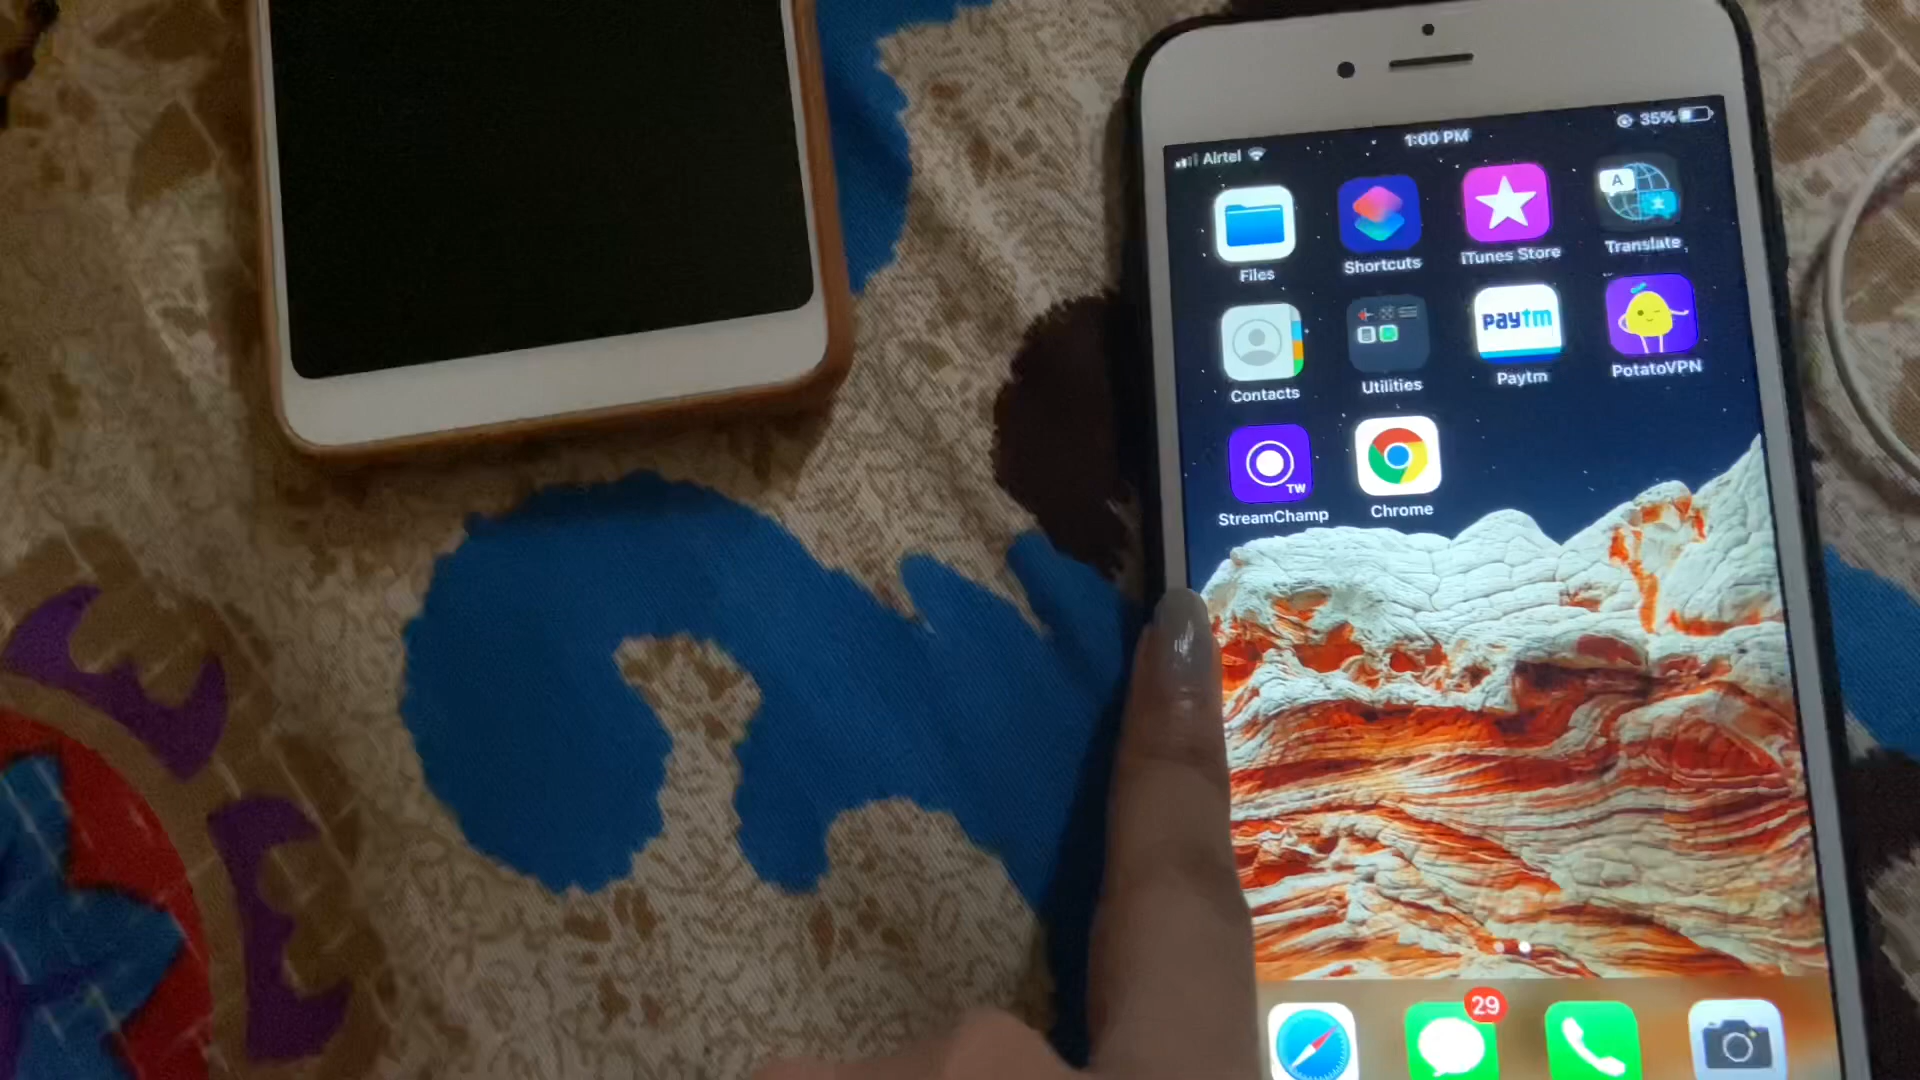 Airtel 1:00 PM 35%
Files Shortcuts iTunes Store Translate
A
paytm
Contacts Utilities Paytm PotatoVPN
TW
StreamChamp Chrome
29